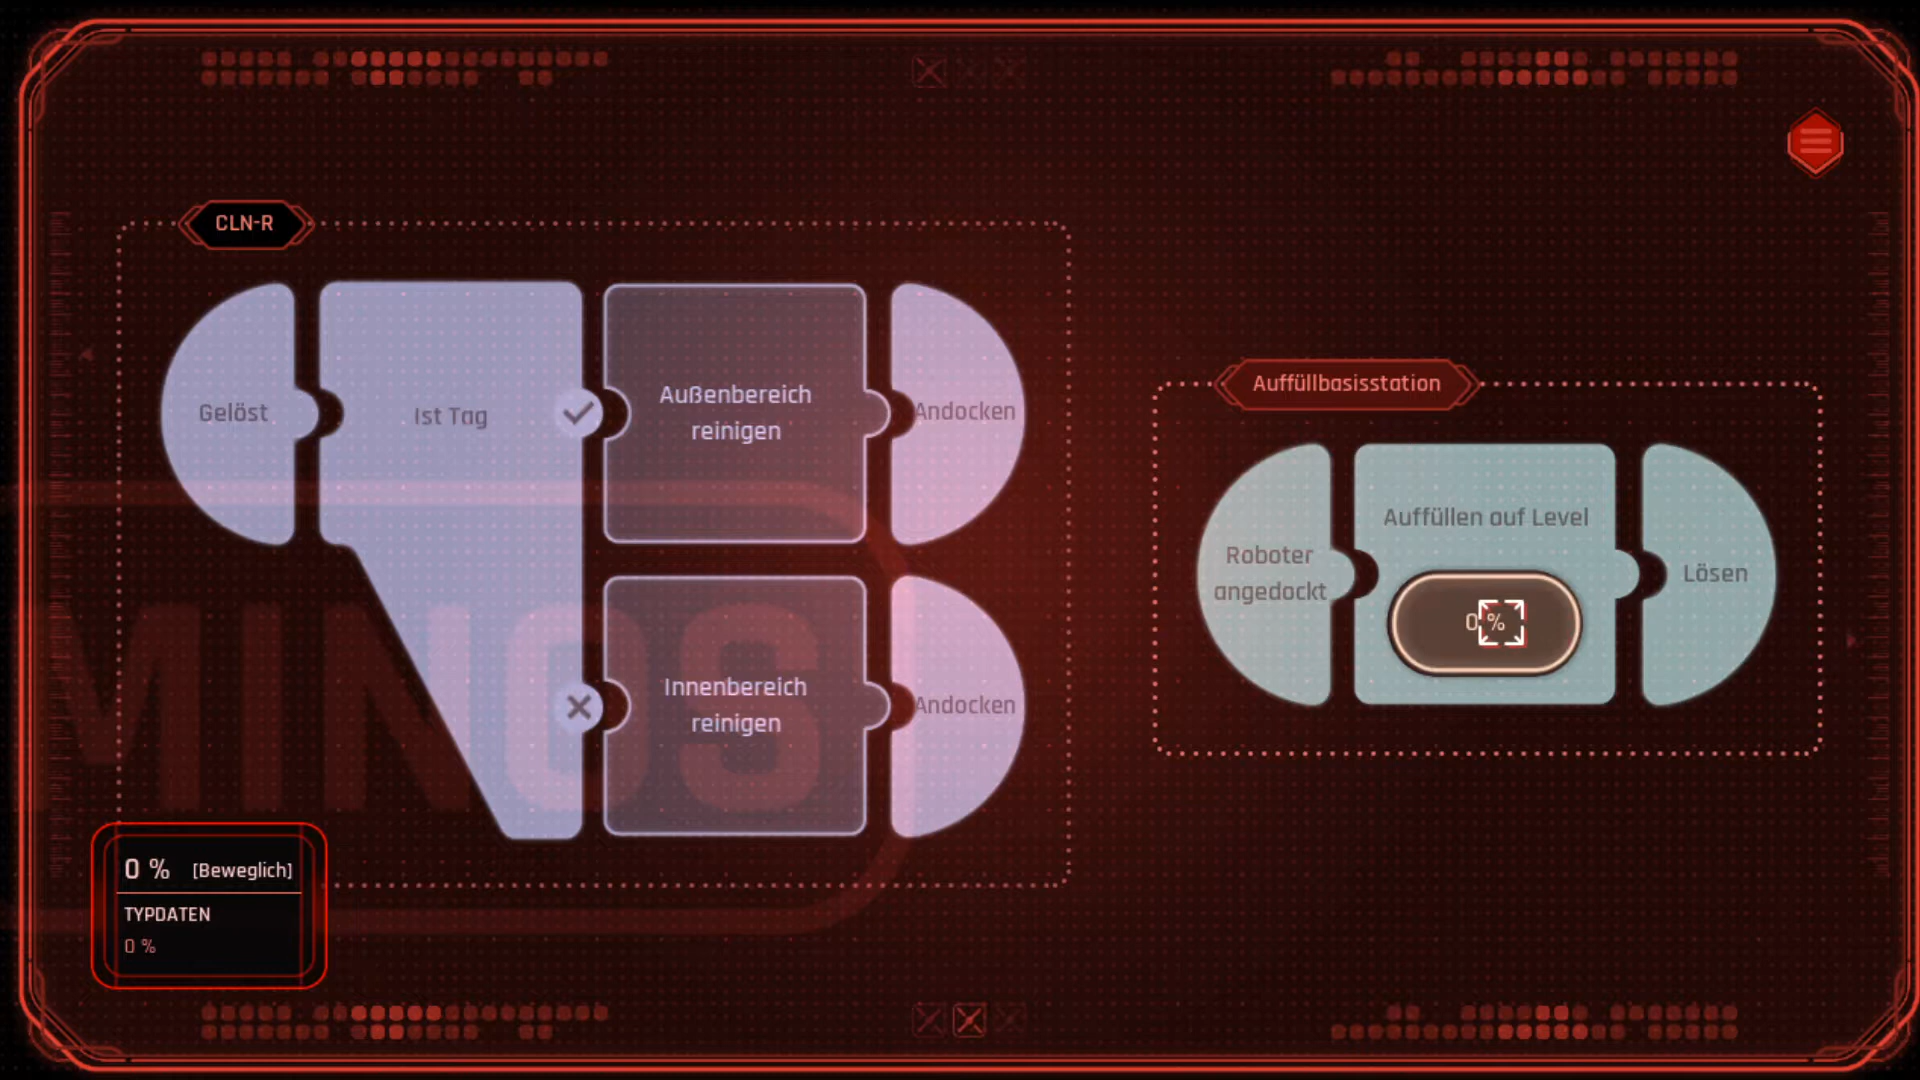 CLN-R
Gelöst
Ist Tag
Außenbereich
reinigen
Andocken
Innenbereich
reinigen
Andocken
Auffüllbasisstation
Roboter
angedockt
Auffüllen auf Level
0 %
Lösen
MINOS
0 % [Beweglich]
TYPDATEN
0 %